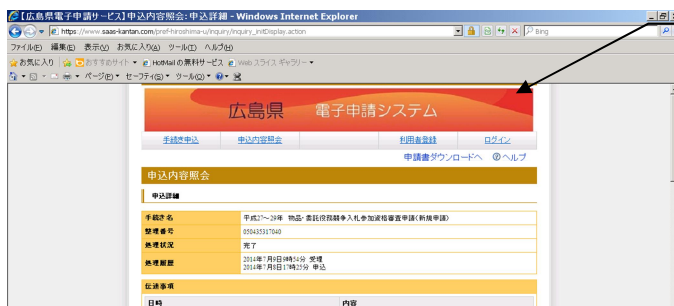 【広島県電子申請サービス】申込内容照会：申込詳細 - Windows Internet Explorer
https://www.saas-kantan.com/pref-hiroshima-u/inquiry/inquiry_initDisplay.action
Bing
ファイル(F) 編集(E) 表示(V) お気に入り(A) ツール(T) ヘルプ(H)
お気に入り おすすめサイト HotMail の無料サービス Web スライス ギャラリー
ページ(P) セーフティ(S) ツール(O)
広島県 電子申請システム
手続き申込 申込内容照会 利用者登録 ログイン
申請書ダウンロードへ ヘルプ
申込内容照会
申込詳細
手続き名 平成27～29年 物品・委託役務競争入札参加資格審査申請（新規申請）
整理番号 050435317040
処理状況 完了
処理履歴 2014年7月9日9時54分 受理
2014年7月8日17時25分 申込
伝達事項
日時 内容